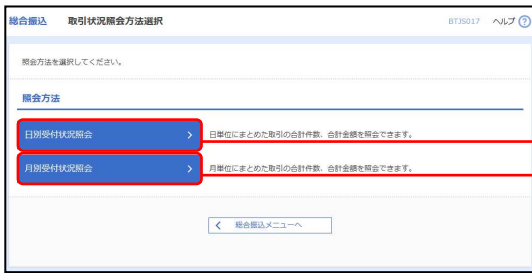 総合振込 取引状況照会方法選択 BTJS017 ヘルプ ?
照会方法を選択してください。
照会方法
日別受付状況照会 日単位にまとめた取引の合計件数、合計金額を照会できます。
月別受付状況照会 月単位にまとめた取引の合計件数、合計金額を照会できます。
総合振込メニューへ